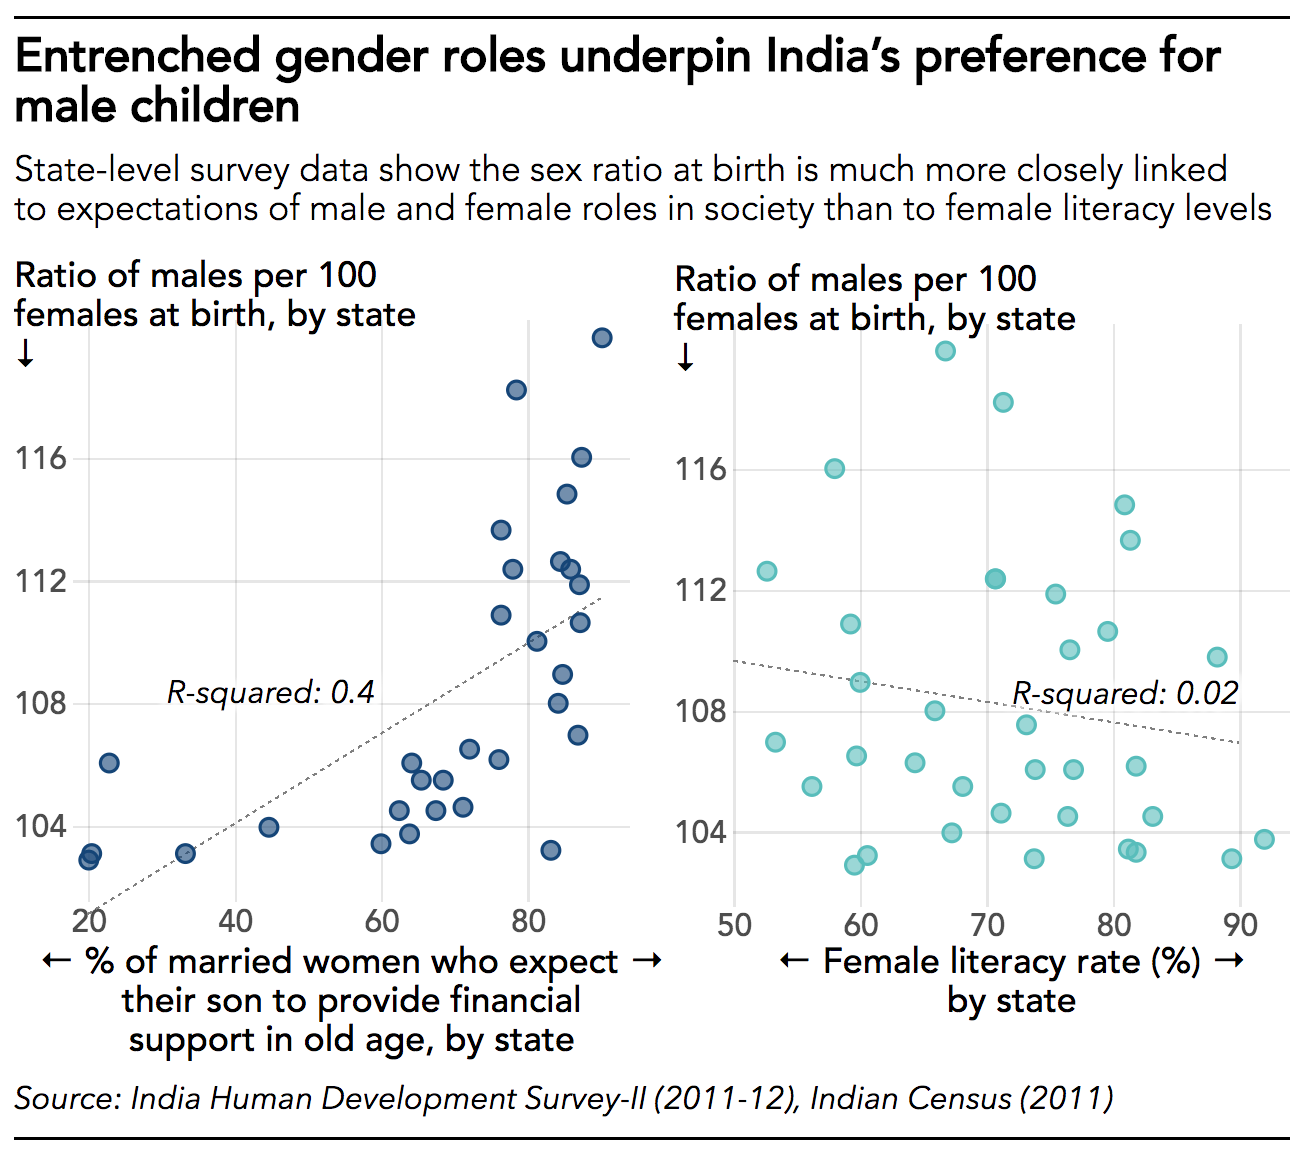 Entrenched gender roles underpin India’s preference for
male children
State-level survey data show the sex ratio at birth is much more closely linked
to expectations of male and female roles in society than to female literacy levels
Ratio of males per 100
females at birth, by state
↓
116
112
108
104
R-squared: 0.4
20 40 60 80
← % of married women who expect →
their son to provide financial
support in old age, by state
Ratio of males per 100
females at birth, by state
↓
116
112
108
104
R-squared: 0.02
50 60 70 80 90
← Female literacy rate (%) →
by state
Source: India Human Development Survey-II (2011-12), Indian Census (2011)